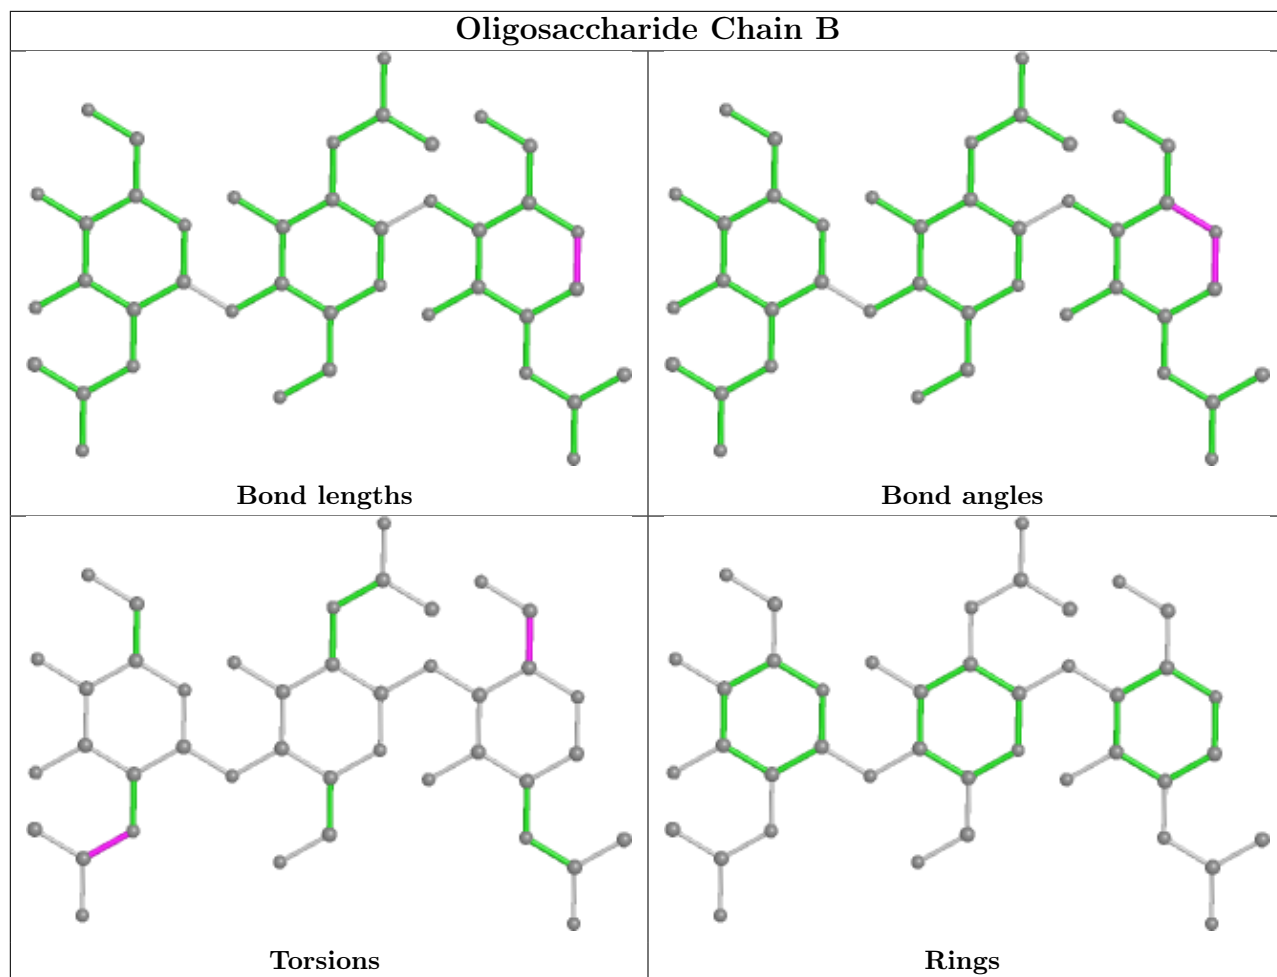 Oligosaccharide Chain B
Bond lengths
Bond angles
Torsions
Rings